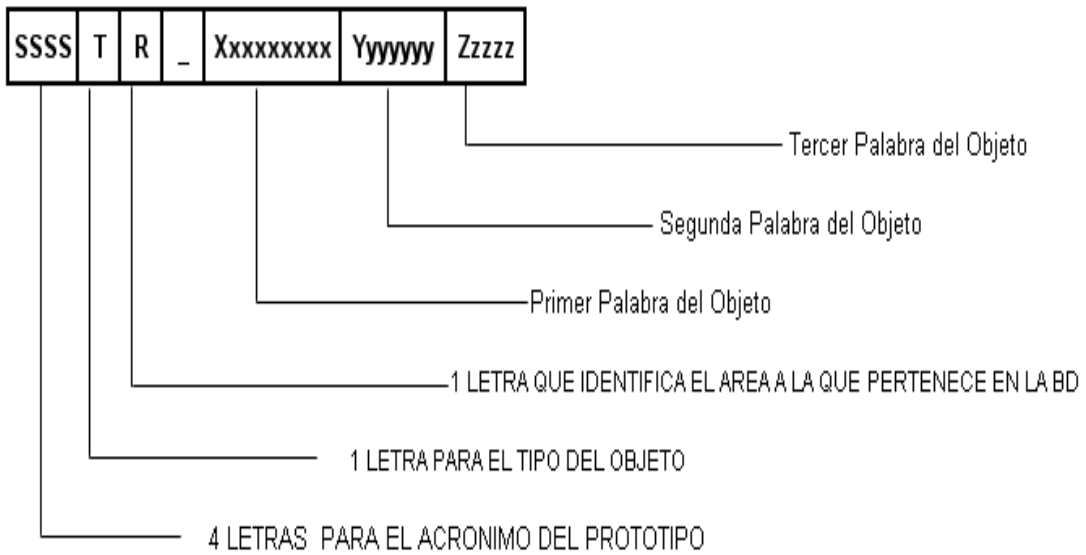 SSSS T R _ Xxxxxxxxx Yyyyyyy Zzzzz
Tercer Palabra del Objeto
Segunda Palabra del Objeto
Primer Palabra del Objeto
1 LETRA QUE IDENTIFICA EL AREA A LA QUE PERTENECE EN LA BD
1 LETRA PARA EL TIPO DEL OBJETO
4 LETRAS PARA EL ACRONIMO DEL PROTOTIPO